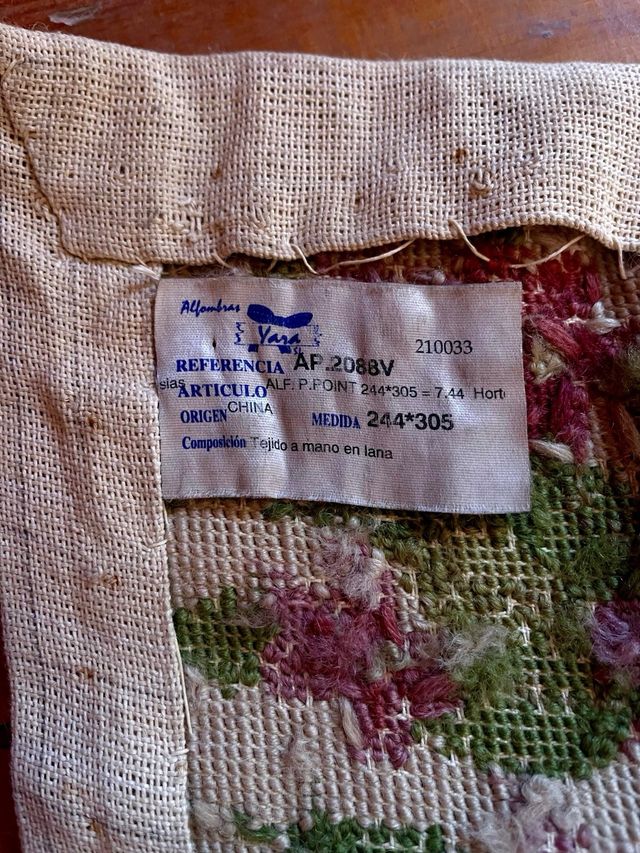 Alfombras
Yara
210033
REFERENCIA AP.2088V
sias
ARTICULO ALF. P.POINT 244*305 = 7.44 Horte
ORIGEN CHINA MEDIDA 244*305
Composición Tejido a mano en lana